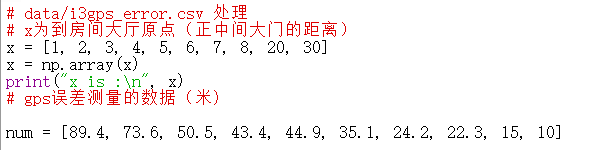 # data/i3gps_error.csv 处理
# x为到房间大厅原点（正中间大门的距离）
x = [1, 2, 3, 4, 5, 6, 7, 8, 20, 30]
x = np.array(x)
print("x is :\n", x)
# gps误差测量的数据（米）
num = [89.4, 73.6, 50.5, 43.4, 44.9, 35.1, 24.2, 22.3, 15, 10]